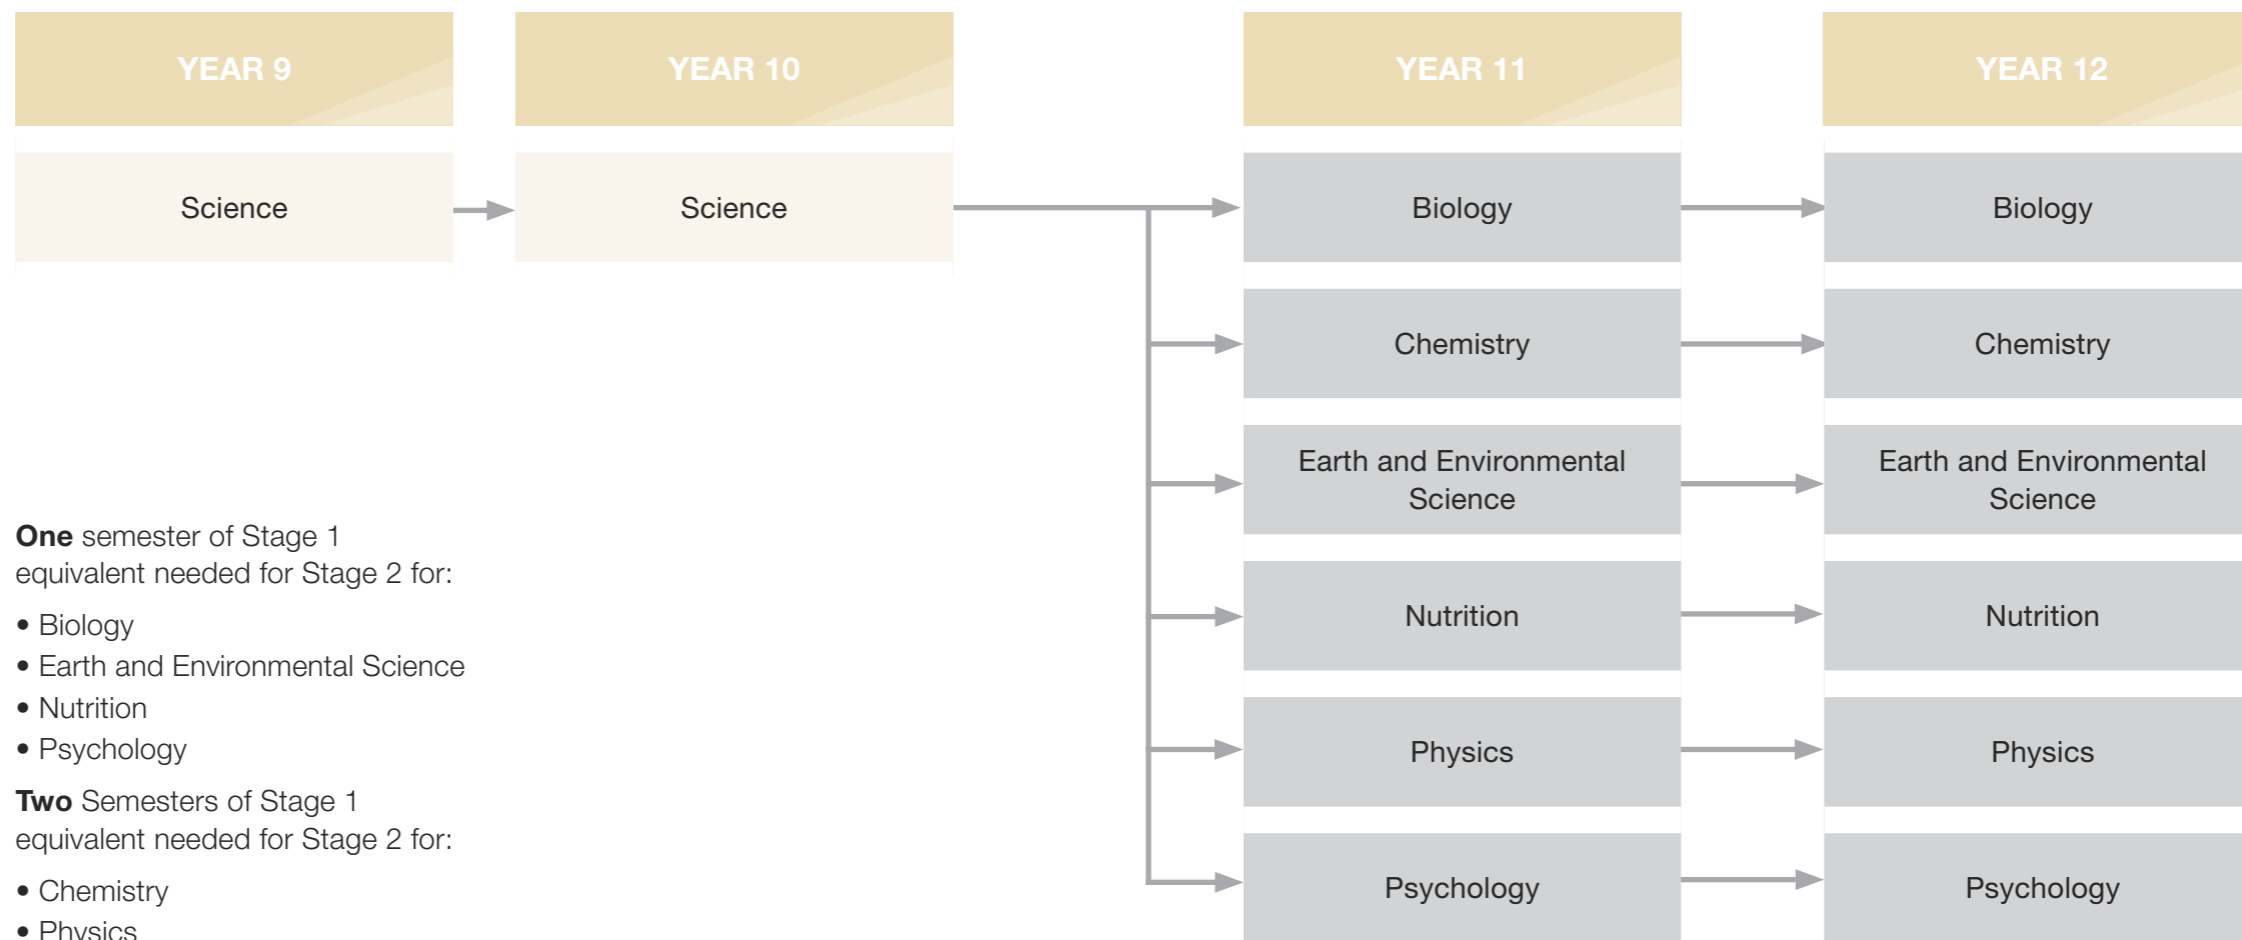 YEAR 9
YEAR 10
YEAR 11
YEAR 12
Science
Science
Biology
Biology
Chemistry
Chemistry
Earth and Environmental
Science
Earth and Environmental
Science
Nutrition
Nutrition
Physics
Physics
Psychology
Psychology
One semester of Stage 1
equivalent needed for Stage 2 for:
• Biology
• Earth and Environmental Science
• Nutrition
• Psychology
Two Semesters of Stage 1
equivalent needed for Stage 2 for:
• Chemistry
• Physics